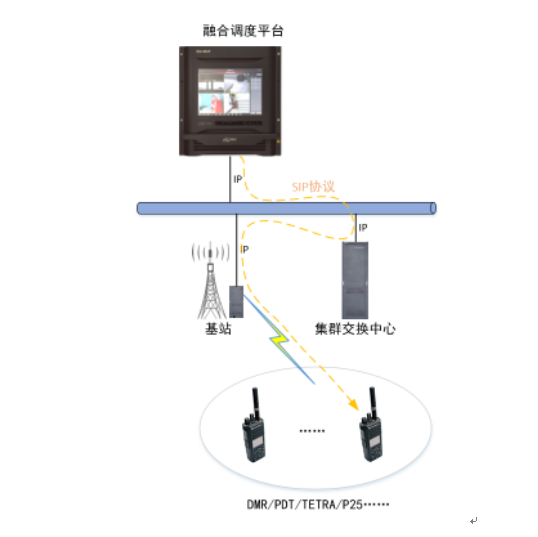 融合调度平台
IP
SIP协议
IP
IP
基站
集群交换中心
……
DMR/PDT/TETRA/P25……